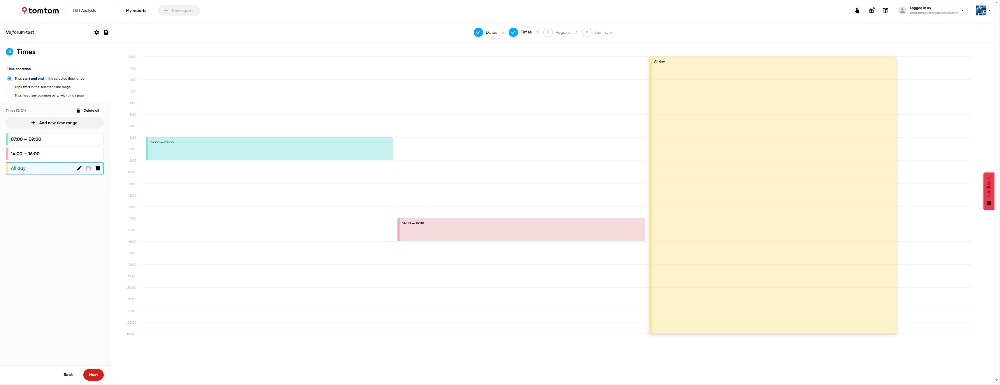 tomtom
O/D Analysis
My reports
+ New report
Logged in as
tomtomsilkeborg@ramboll.com
O/D
Vejforum-test
Dates
Times
3 Regions
4 Summary
2 Times
Time condition
Trips start and end in the selected time range
Trips start in the selected time range
Trips have any common parts with time range
Times (3/24)
Delete all
+ Add new time range
07:00 — 09:00
14:00 — 16:00
All day
Back
Next
0:00
1:00
2:00
3:00
4:00
5:00
6:00
7:00
8:00
9:00
10:00
11:00
12:00
13:00
14:00
15:00
16:00
17:00
18:00
19:00
20:00
21:00
22:00
23:00
00:00
07:00 — 09:00
14:00 — 16:00
All day
Feedback